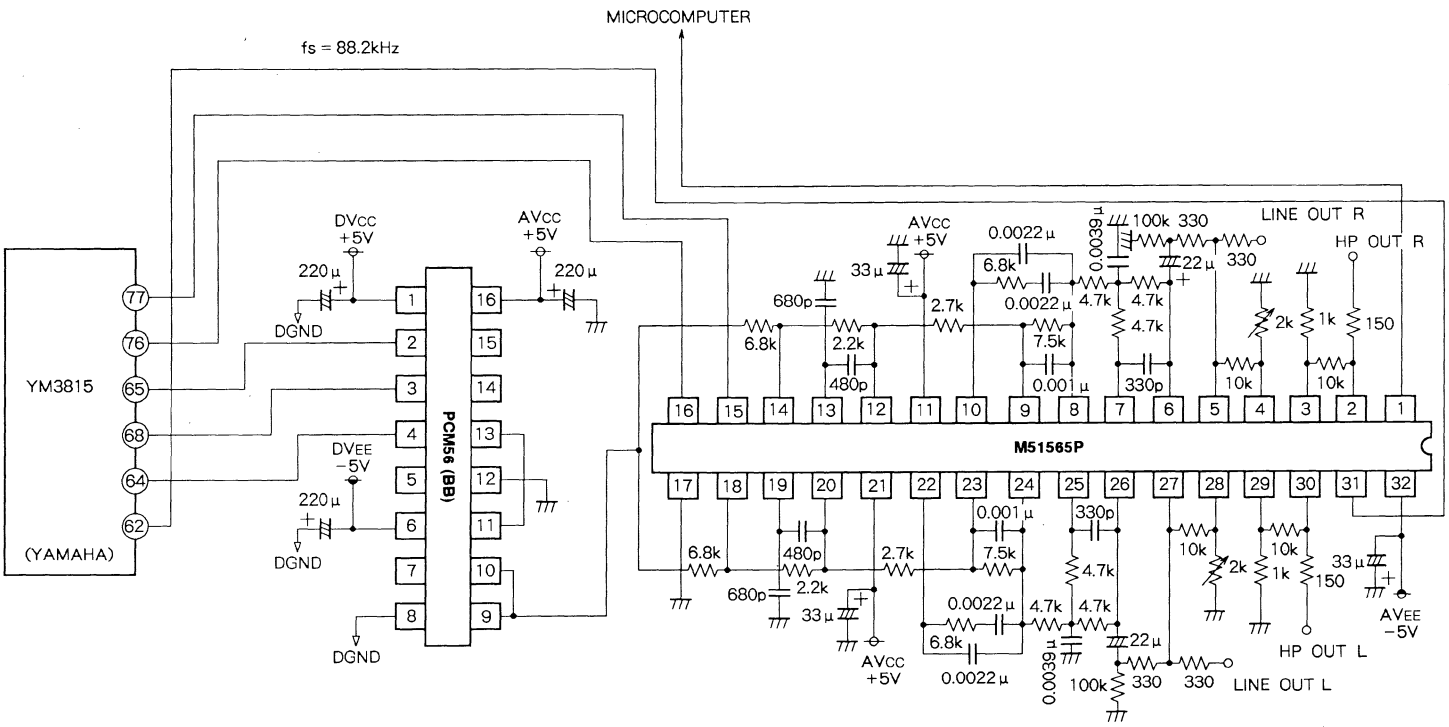 MICROCOMPUTER
fs = 88.2kHz
YM3815
(YAMAHA)
77
76
65
68
64
62
DVCC
+5V
220μ
+
DGND
AVCC
+5V
220μ
+
DVEE
−5V
220μ
+
DGND
DGND
PCM56 (BB)
1
2
3
4
5
6
7
8
16
15
14
13
12
11
10
9
AVCC
+5V
33μ
+
680p
6.8k
2.2k
480p
2.7k
0.0022μ
6.8k
0.0022μ
7.5k
0.001μ
0.0039μ
4.7k
4.7k
4.7k
330p
100k
330
330
22μ
+
LINE OUT R
10k
2k
HP OUT R
1k
10k
150
16
15
14
13
12
11
10
9
8
7
6
5
4
3
2
1
M51565P
17
18
19
20
21
22
23
24
25
26
27
28
29
30
31
32
6.8k
480p
2.2k
680p
33μ
+
AVCC
+5V
2.7k
0.001μ
7.5k
0.0022μ
6.8k
0.0022μ
330p
4.7k
4.7k
4.7k
0.0039μ
22μ
100k
330
330
LINE OUT L
10k
2k
10k
1k
150
HP OUT L
33μ
+
AVEE
−5V